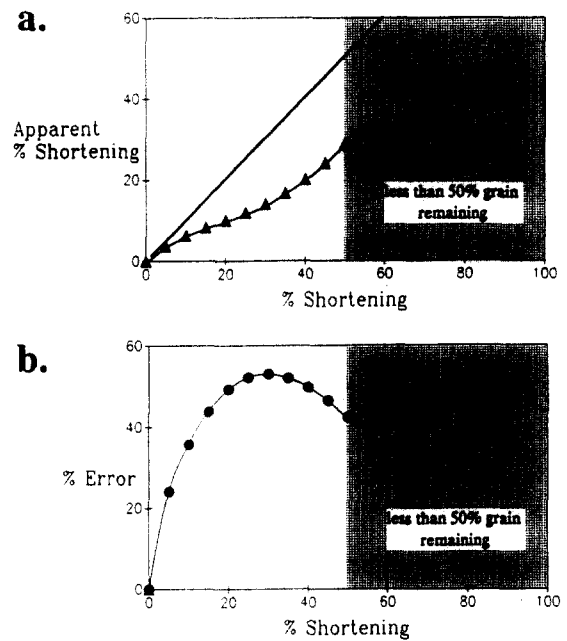 a.
60
40
Apparent
% Shortening
20
0
less than 50% grain
remaining
0 20 40 60 80 100
% Shortening
b.
60
40
% Error
20
0
less than 50% grain
remaining
0 20 40 60 80 100
% Shortening